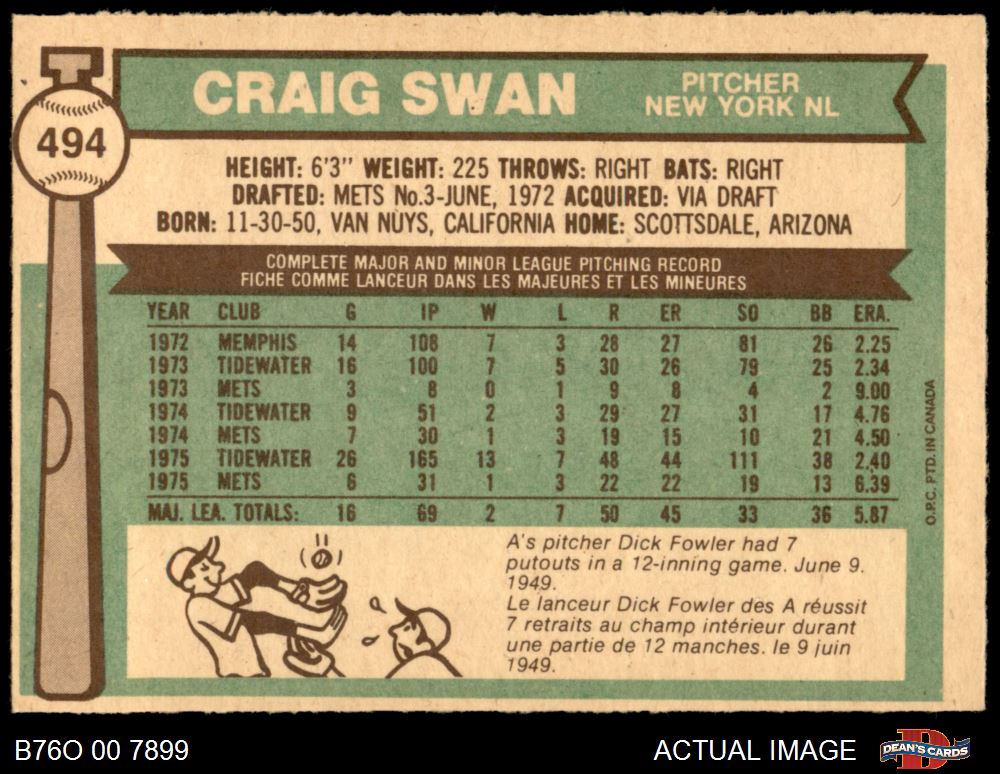 CRAIG SWAN
PITCHER
NEW YORK NL
494
HEIGHT: 6'3" WEIGHT: 225 THROWS: RIGHT BATS: RIGHT
DRAFTED: METS No.3-JUNE, 1972 ACQUIRED: VIA DRAFT
BORN: 11-30-50, VAN NUYS, CALIFORNIA HOME: SCOTTSDALE, ARIZONA
COMPLETE MAJOR AND MINOR LEAGUE PITCHING RECORD
FICHE COMME LANCEUR DANS LES MAJEURES ET LES MINEURES
YEAR CLUB G IP W L R ER SO BB ERA.
1972 MEMPHIS 14 108 7 3 28 27 81 26 2.25
1973 TIDEWATER 16 100 7 5 30 26 79 25 2.34
1973 METS 3 8 0 1 9 8 4 2 9.00
1974 TIDEWATER 9 51 2 3 29 27 31 17 4.76
1974 METS 7 30 1 3 19 15 10 21 4.50
1975 TIDEWATER 26 165 13 7 48 44 111 38 2.40
1975 METS 6 31 1 3 22 22 19 13 6.39
MAJ. LEA. TOTALS: 16 69 2 7 50 45 33 36 5.87
O.P.C. PTD. IN CANADA
A's pitcher Dick Fowler had 7
putouts in a 12-inning game. June 9.
1949.
Le lanceur Dick Fowler des A réussit
7 retraits au champ intérieur durant
une partie de 12 manches. le 9 juin
1949.
B76O 00 7899
ACTUAL IMAGE
DEAN'S CARDS